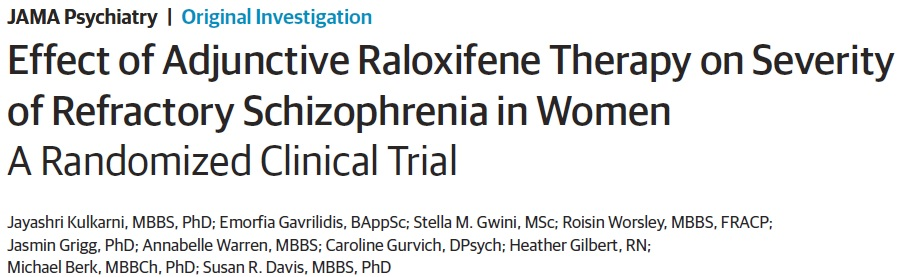 JAMA Psychiatry | Original Investigation
Effect of Adjunctive Raloxifene Therapy on Severity
of Refractory Schizophrenia in Women
A Randomized Clinical Trial
Jayashri Kulkarni, MBBS, PhD; Emorfia Gavrilidis, BAppSc; Stella M. Gwini, MSc; Roisin Worsley, MBBS, FRACP;
Jasmin Grigg, PhD; Annabelle Warren, MBBS; Caroline Gurvich, DPsych; Heather Gilbert, RN;
Michael Berk, MBBCh, PhD; Susan R. Davis, MBBS, PhD